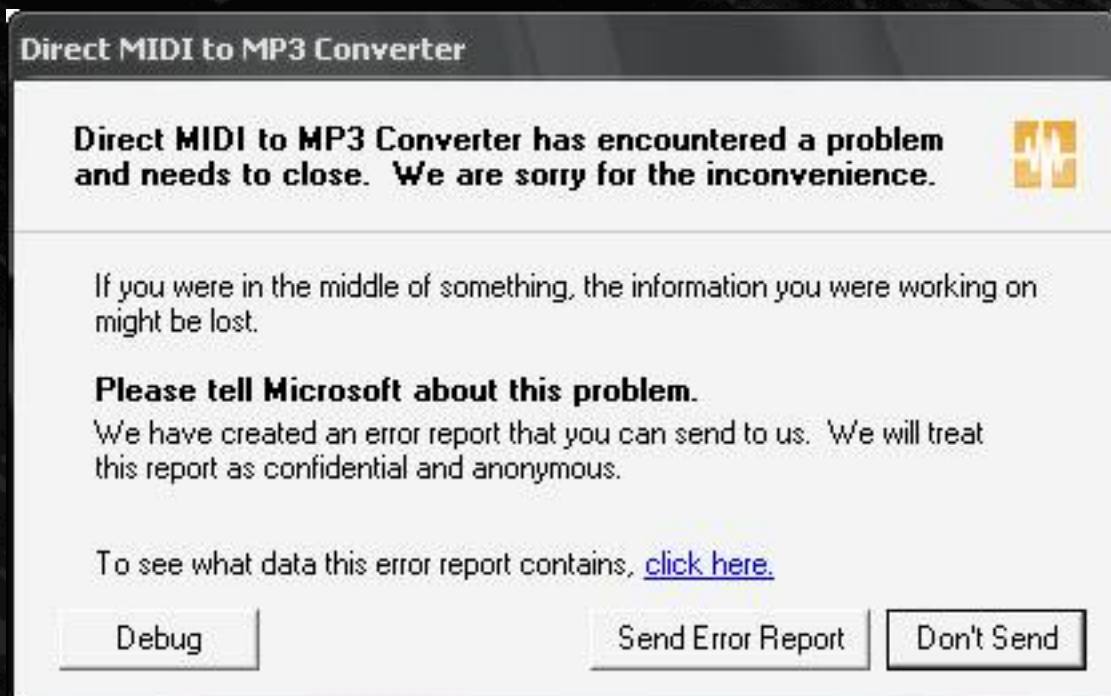 Direct MIDI to MP3 Converter
Direct MIDI to MP3 Converter has encountered a problem
and needs to close.  We are sorry for the inconvenience.
If you were in the middle of something, the information you were working on
might be lost.
Please tell Microsoft about this problem.
We have created an error report that you can send to us.  We will treat
this report as confidential and anonymous.
To see what data this error report contains, click here.
Debug
Send Error Report
Don't Send